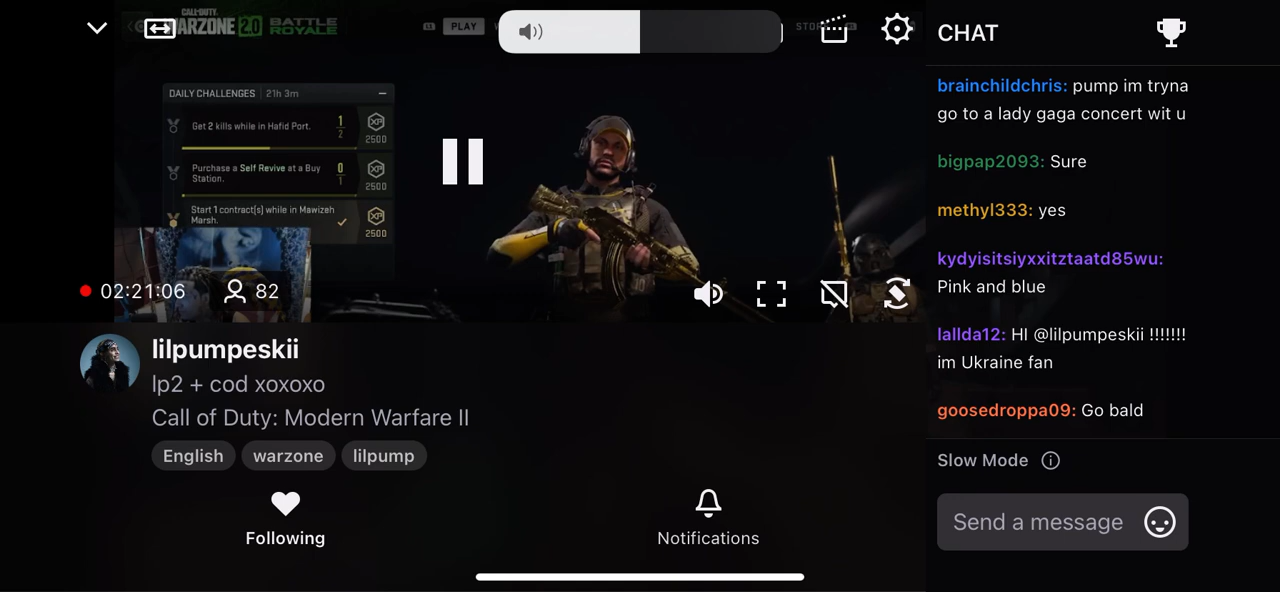 CALL OF DUTY
WARZONE 2.0 BATTLE ROYALE
L1 PLAY
DAILY CHALLENGES 21h 3m
Get 2 kills while in Hafid Port.
1
2
XP
2500
Purchase a Self Revive at a Buy
Station.
0
1
XP
2500
Start 1 contract[s] while in Mawizeh
Marsh.
XP
2500
02:21:06 82
lilpumpeskii
lp2 + cod xoxoxo
Call of Duty: Modern Warfare II
English warzone lilpump
Following Notifications
CHAT
brainchildchris: pump im tryna
go to a lady gaga concert wit u
bigpap2093: Sure
methyl333: yes
kydyisitsiyxxitztaatd85wu:
Pink and blue
lallda12: HI @lilpumpeskii !!!!!!!
im Ukraine fan
goosedroppa09: Go bald
Slow Mode
Send a message